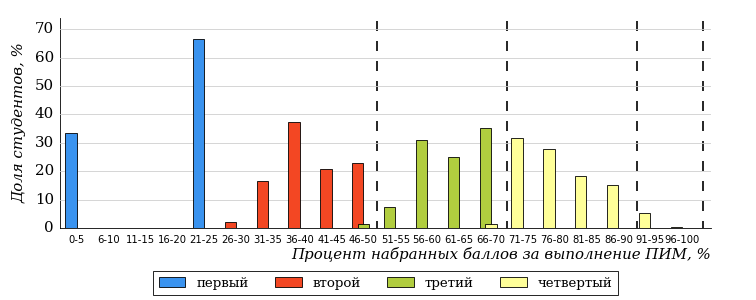 70
60
50
40
30
20
10
0
Доля студентов, %
0-5 6-10 11-15 16-20 21-25 26-30 31-35 36-40 41-45 46-50 51-55 56-60 61-65 66-70 71-75 76-80 81-85 86-90 91-95 96-100
Процент набранных баллов за выполнение ПИМ, %
первый второй третий четвертый